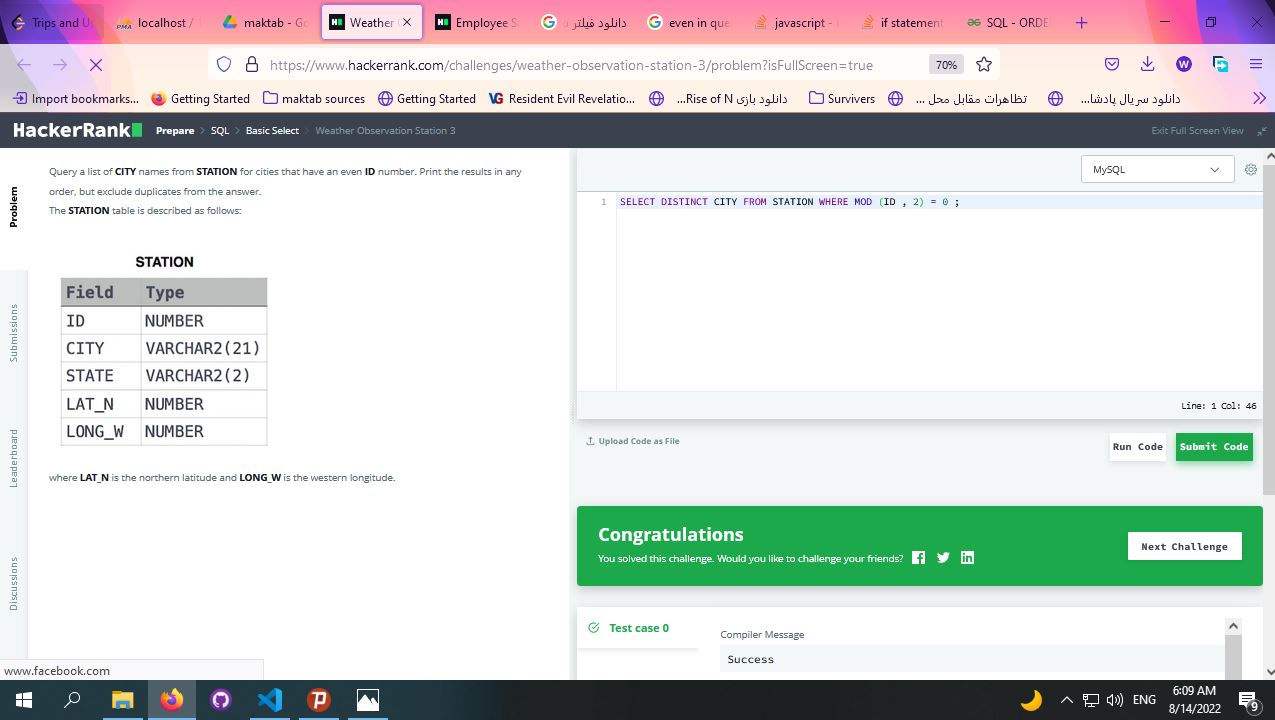 Trips and Us
localhost / 1
maktab - Go
Weather
Employee S
دانلود فیلتر
even in que
javascript -
if statement
SQL - ORDE
https://www.hackerrank.com/challenges/weather-observation-station-3/problem?isFullScreen=true
70%
Import bookmarks...
Getting Started
maktab sources
Getting Started
Resident Evil Revelatio...
دانلود بازی Rise of N...
Survivers
تظاهرات مقابل محل ...
دانلود سریال پادشا...
HackerRank
Prepare > SQL > Basic Select > Weather Observation Station 3
Exit Full Screen View
Problem
Submissions
Leaderboard
Discussions
Query a list of CITY names from STATION for cities that have an even ID number. Print the results in any
order, but exclude duplicates from the answer.
The STATION table is described as follows:
STATION
Field Type
ID NUMBER
CITY VARCHAR2(21)
STATE VARCHAR2(2)
LAT_N NUMBER
LONG_W NUMBER
where LAT_N is the northern latitude and LONG_W is the western longitude.
MySQL
1 SELECT DISTINCT CITY FROM STATION WHERE MOD (ID , 2) = 0 ;
Line: 1 Col: 46
Upload Code as File
Run Code
Submit Code
Congratulations
You solved this challenge. Would you like to challenge your friends?
Next Challenge
Test case 0
Compiler Message
Success
www.facebook.com
ENG
6:09 AM
8/14/2022
9